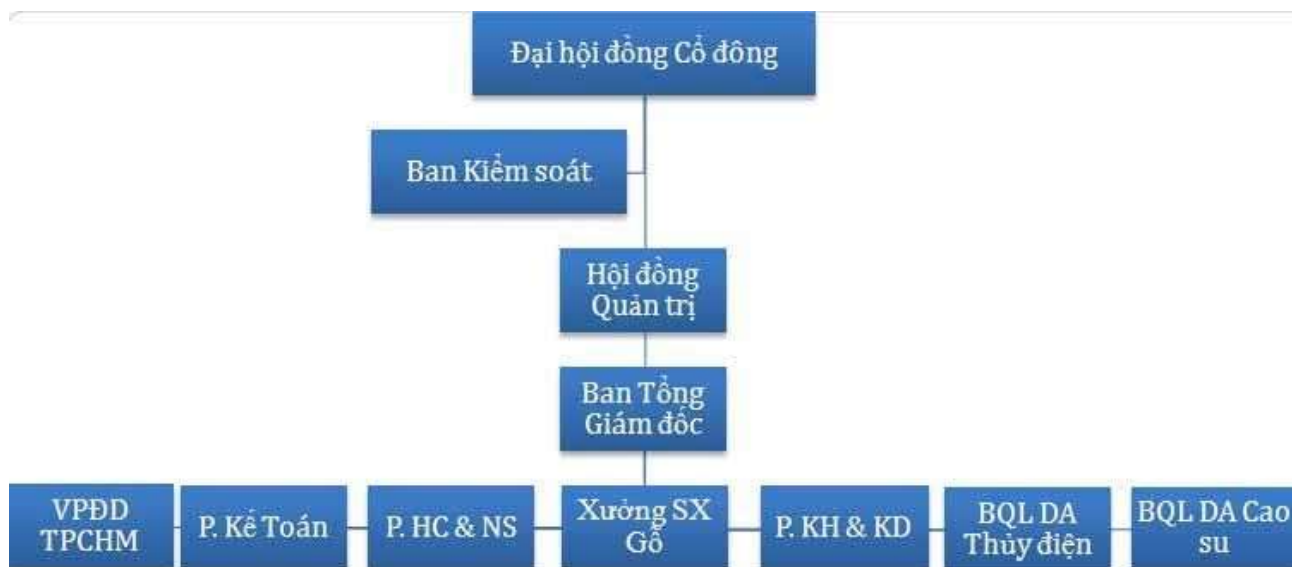 Đại hội đồng Cổ đông
Ban Kiểm soát
Hội đồng
Quản trị
Ban Tổng
Giám đốc
VPĐD
TPCHM
P. Kế Toán
P. HC & NS
Xưởng SX
Gỗ
P. KH & KD
BQL DA
Thủy điện
BQL DA Cao
su